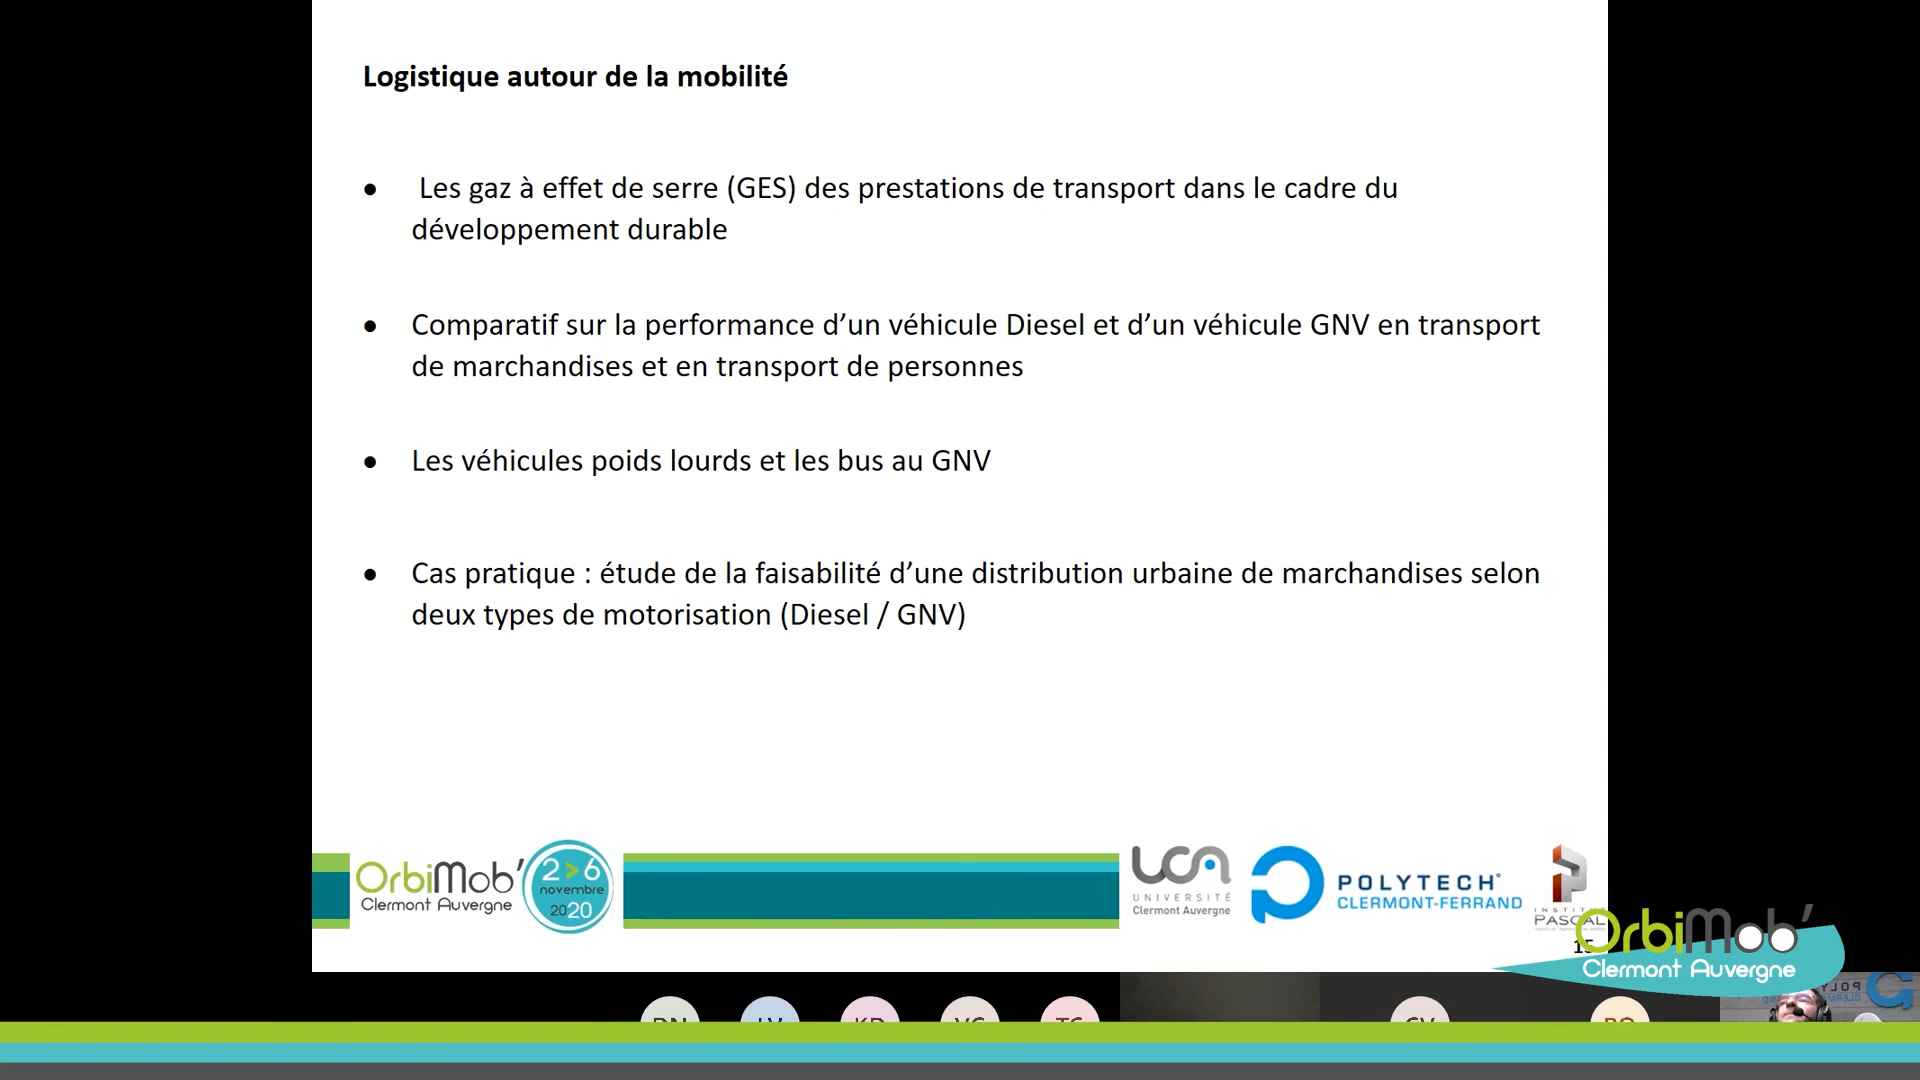 Logistique autour de la mobilité
• Les gaz à effet de serre (GES) des prestations de transport dans le cadre du
développement durable
• Comparatif sur la performance d’un véhicule Diesel et d’un véhicule GNV en transport
de marchandises et en transport de personnes
• Les véhicules poids lourds et les bus au GNV
• Cas pratique : étude de la faisabilité d’une distribution urbaine de marchandises selon
deux types de motorisation (Diesel / GNV)
OrbiMob’
Clermont Auvergne
2>6
novembre
2020
UCA
UNIVERSITÉ
Clermont Auvergne
POLYTECH
CLERMONT-FERRAND
INSTITUT
PASCAL
OrbiMob’
Clermont Auvergne